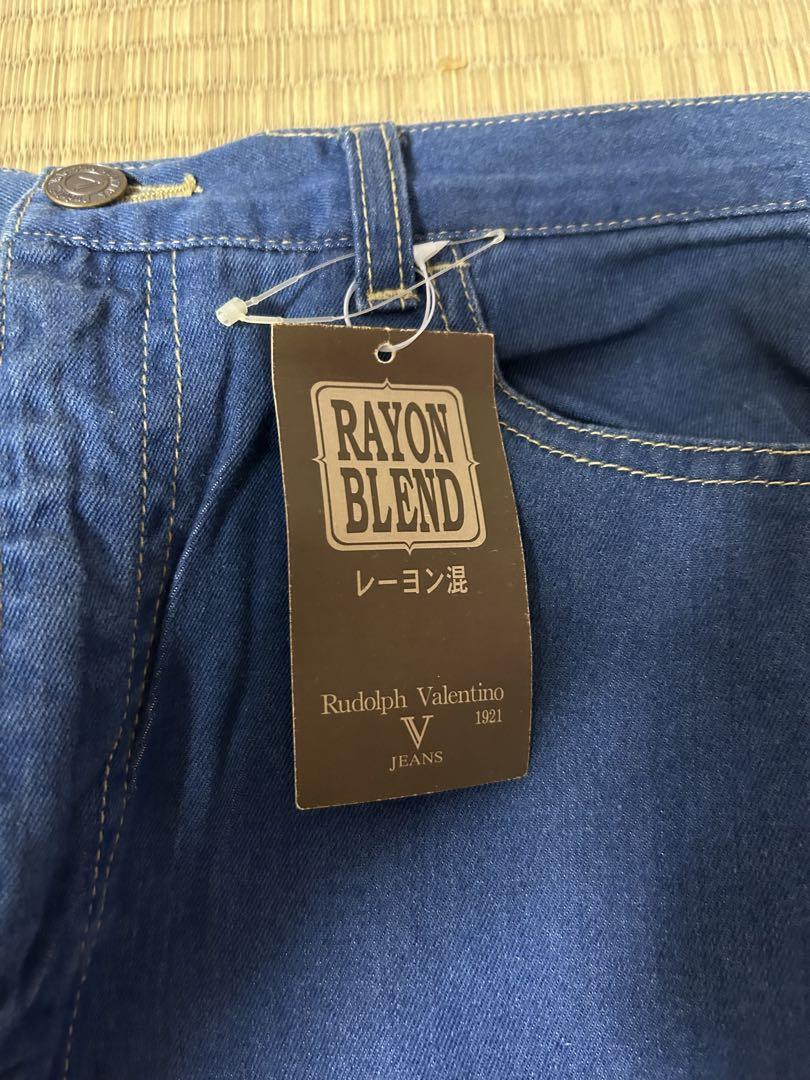 RAYON
BLEND
レーヨン混
Rudolph Valentino
1921
V
JEANS